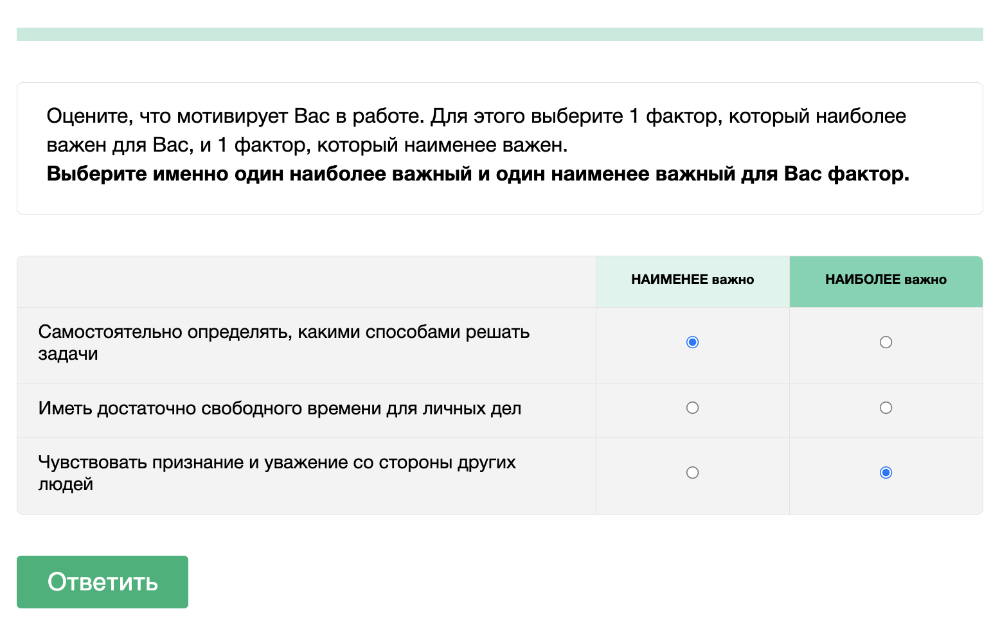 Оцените, что мотивирует Вас в работе. Для этого выберите 1 фактор, который наиболее
важен для Вас, и 1 фактор, который наименее важен.
Выберите именно один наиболее важный и один наименее важный для Вас фактор.
НАИМЕНЕЕ важно
НАИБОЛЕЕ важно
Самостоятельно определять, какими способами решать
задачи
Иметь достаточно свободного времени для личных дел
Чувствовать признание и уважение со стороны других
людей
Ответить